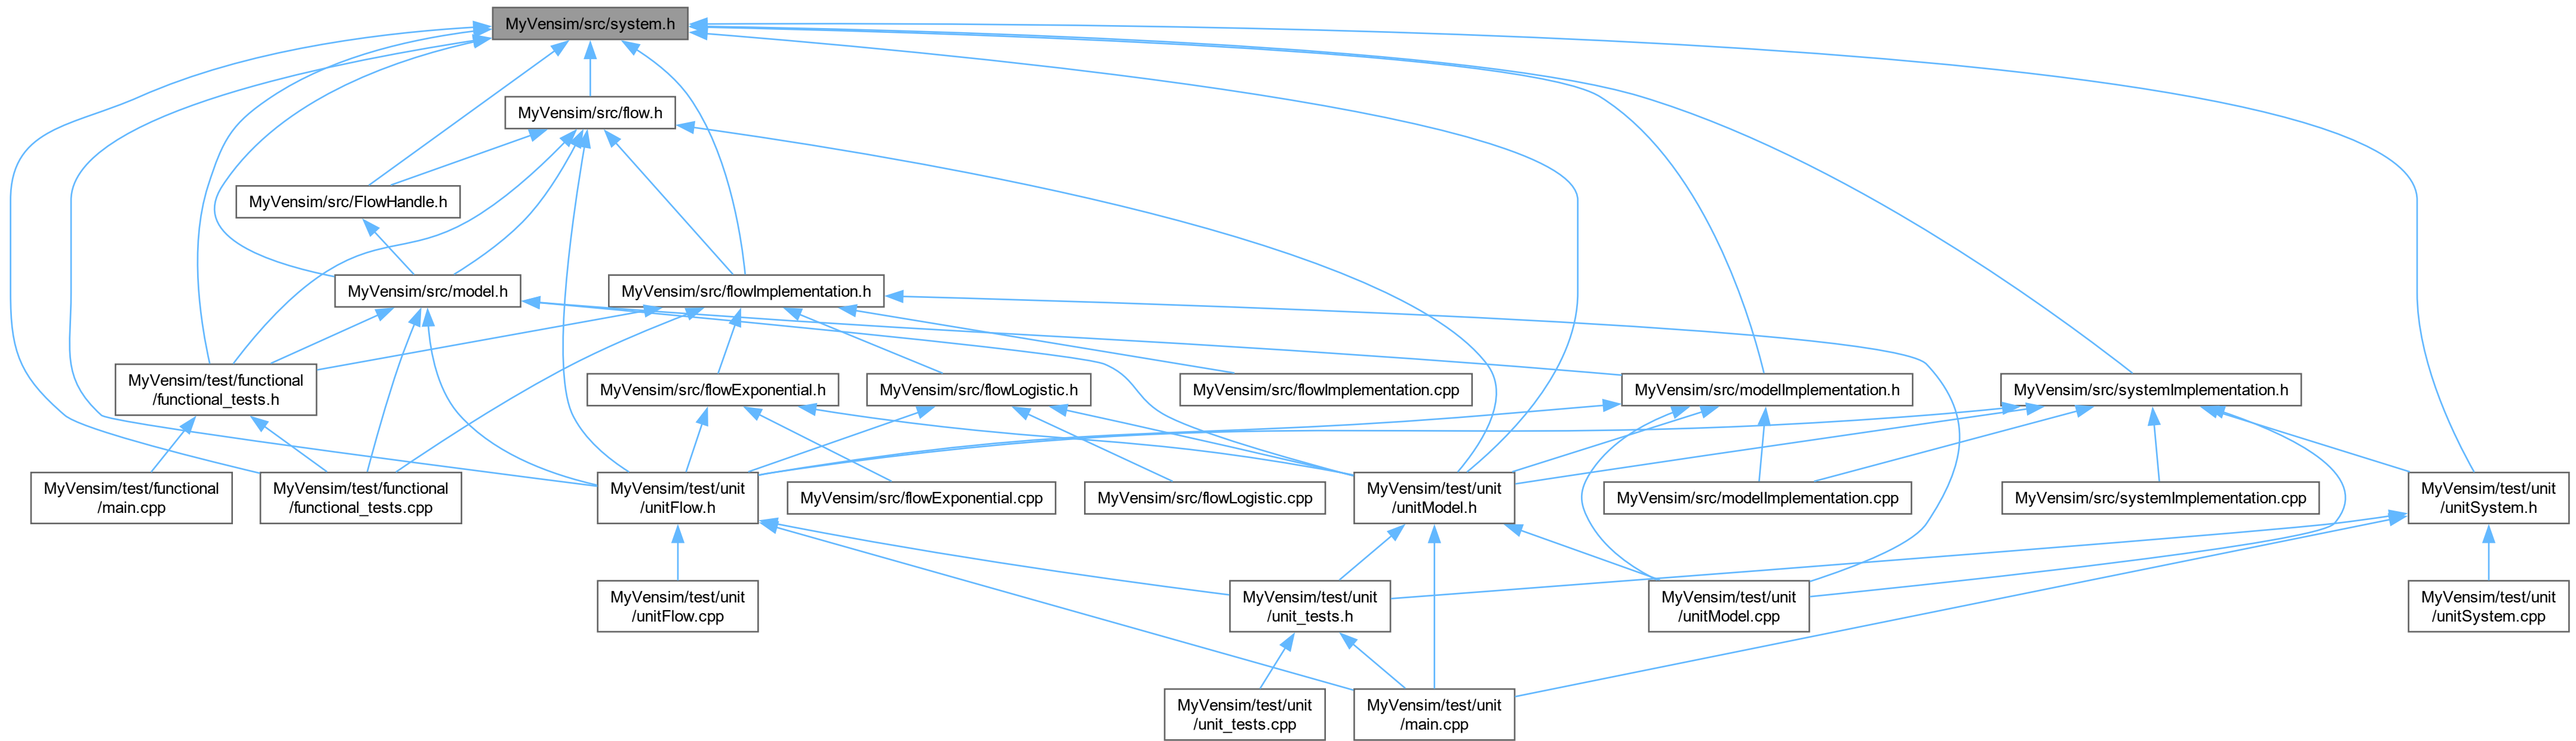 MyVensim/src/system.h
MyVensim/src/flow.h
MyVensim/src/FlowHandle.h
MyVensim/src/model.h
MyVensim/src/flowImplementation.h
MyVensim/test/functional
/functional_tests.h
MyVensim/src/flowExponential.h
MyVensim/src/flowLogistic.h
MyVensim/src/flowImplementation.cpp
MyVensim/src/modelImplementation.h
MyVensim/src/systemImplementation.h
MyVensim/test/functional
/main.cpp
MyVensim/test/functional
/functional_tests.cpp
MyVensim/test/unit
/unitFlow.h
MyVensim/src/flowExponential.cpp
MyVensim/src/flowLogistic.cpp
MyVensim/test/unit
/unitModel.h
MyVensim/src/modelImplementation.cpp
MyVensim/src/systemImplementation.cpp
MyVensim/test/unit
/unitSystem.h
MyVensim/test/unit
/unitFlow.cpp
MyVensim/test/unit
/unit_tests.h
MyVensim/test/unit
/unitModel.cpp
MyVensim/test/unit
/unitSystem.cpp
MyVensim/test/unit
/unit_tests.cpp
MyVensim/test/unit
/main.cpp